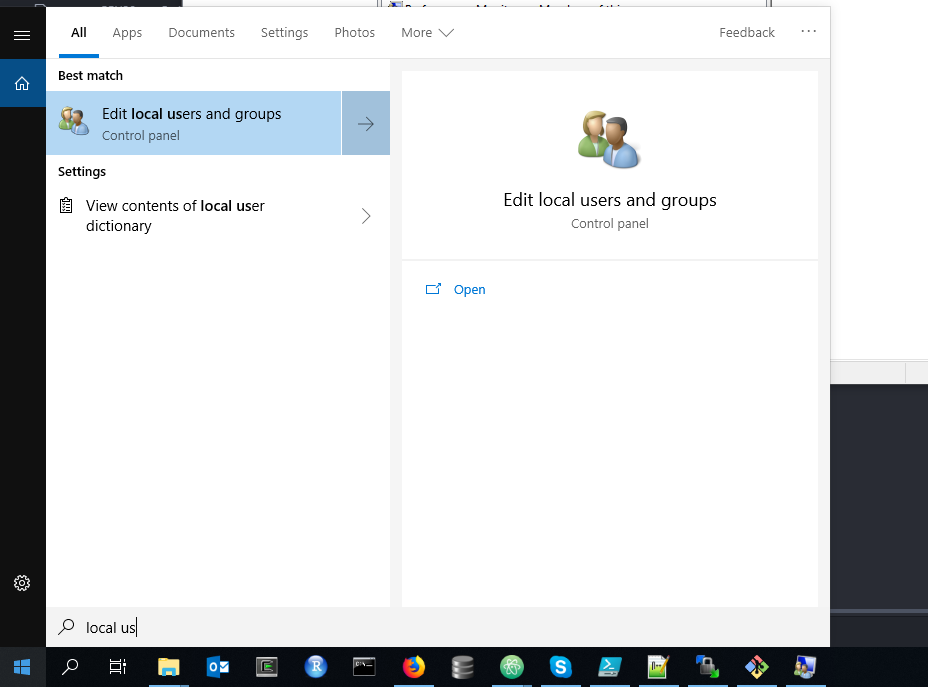 All Apps Documents Settings Photos More Feedback ...
Best match
Edit local users and groups
Control panel
Settings
View contents of local user
dictionary
Edit local users and groups
Control panel
Open
local us